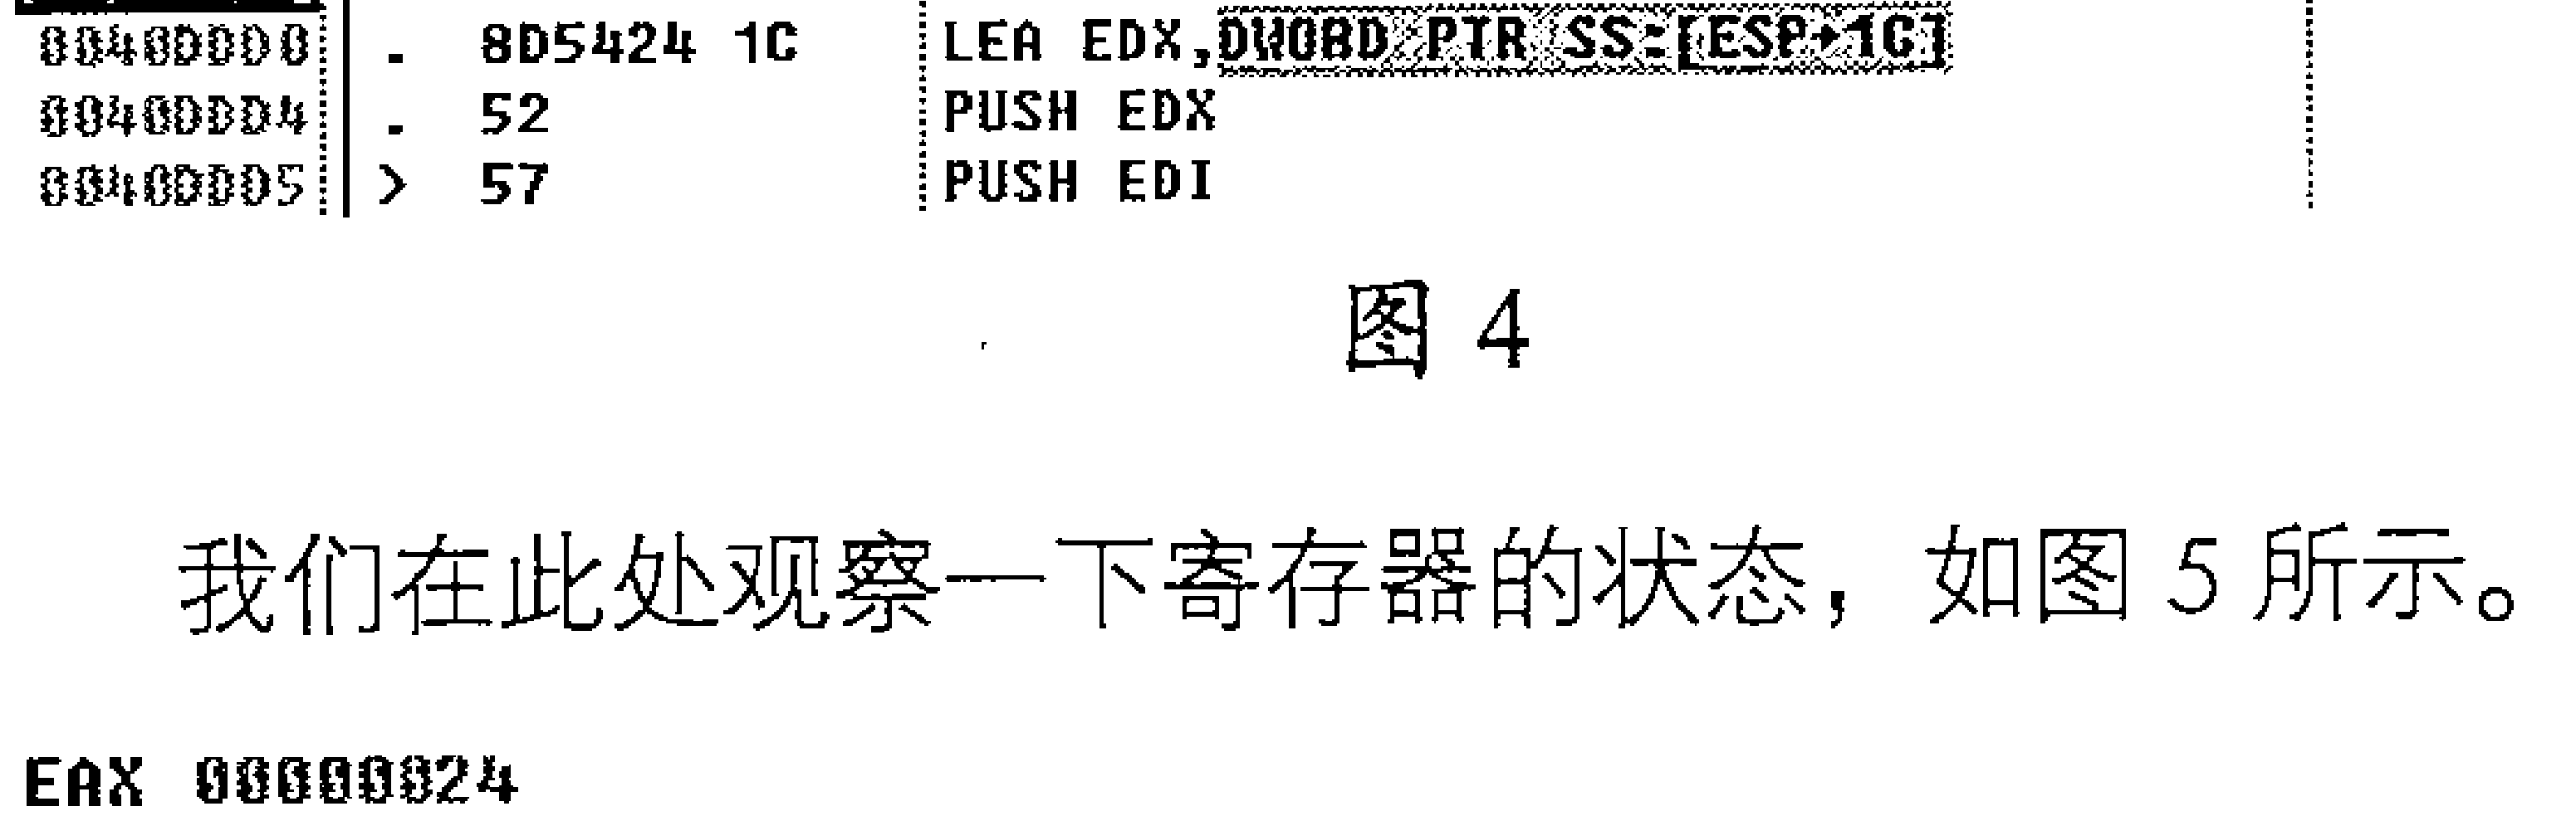 0040DDD0 . 8D5424 1C LEA EDX,DWORD PTR SS:[ESP+1C]
0040DDD4 . 52 PUSH EDX
0040DDD5 > 57 PUSH EDI
图 4
我们在此处观察一下寄存器的状态，如图 5 所示。
EAX 00000024